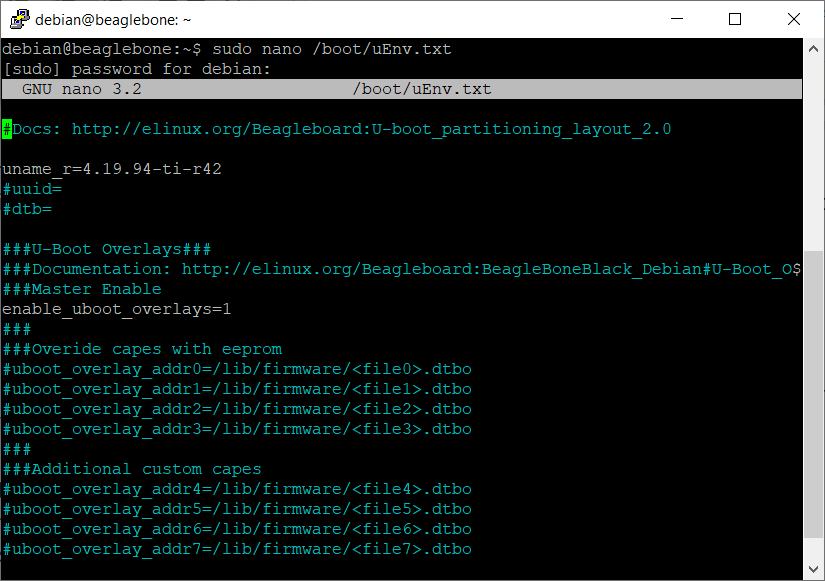 debian@beaglebone: ~
debian@beaglebone:~$ sudo nano /boot/uEnv.txt
[sudo] password for debian:
GNU nano 3.2 /boot/uEnv.txt
#Docs: http://elinux.org/Beagleboard:U-boot_partitioning_layout_2.0
uname_r=4.19.94-ti-r42
#uuid=
#dtb=
###U-Boot Overlays###
###Documentation: http://elinux.org/Beagleboard:BeagleBoneBlack_Debian#U-Boot_O$
###Master Enable
enable_uboot_overlays=1
###
###Overide capes with eeprom
#uboot_overlay_addr0=/lib/firmware/<file0>.dtbo
#uboot_overlay_addr1=/lib/firmware/<file1>.dtbo
#uboot_overlay_addr2=/lib/firmware/<file2>.dtbo
#uboot_overlay_addr3=/lib/firmware/<file3>.dtbo
###
###Additional custom capes
#uboot_overlay_addr4=/lib/firmware/<file4>.dtbo
#uboot_overlay_addr5=/lib/firmware/<file5>.dtbo
#uboot_overlay_addr6=/lib/firmware/<file6>.dtbo
#uboot_overlay_addr7=/lib/firmware/<file7>.dtbo